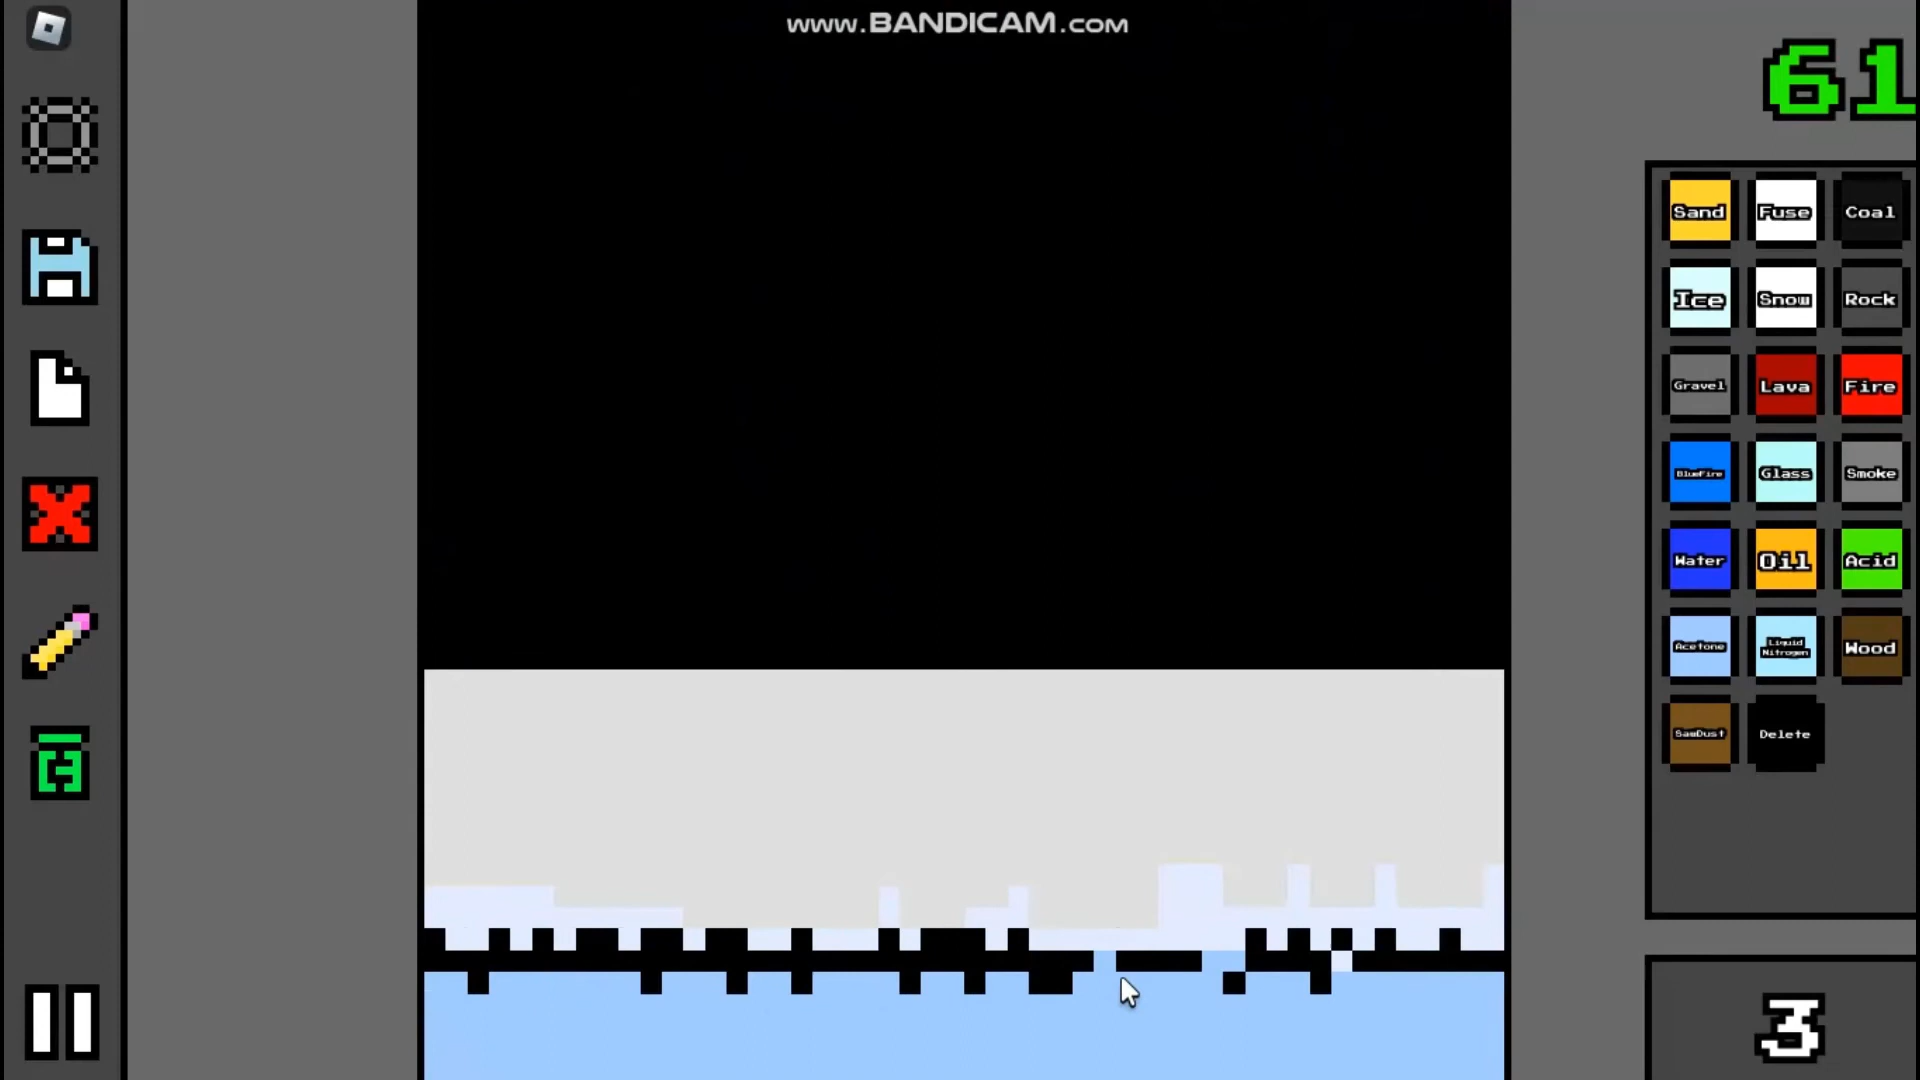 www.BANDICAM.com
61
Sand Fuse Coal
Ice Snow Rock
Gravel Lava Fire
BlueFire Glass Smoke
Water Oil Acid
Acetone Liquid Nitrogen Wood
SawDust Delete
3